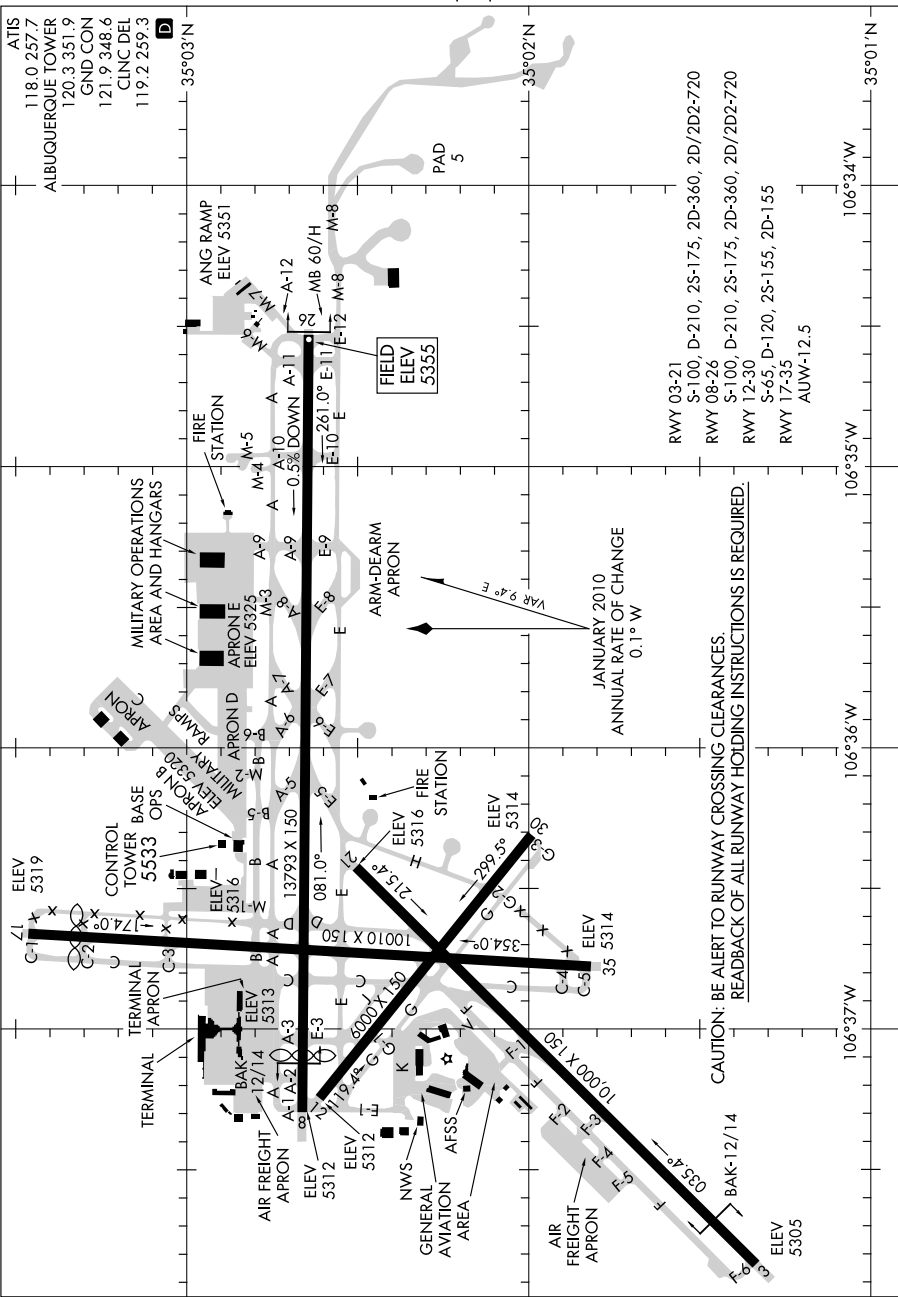 ATIS
118.0 257.7
ALBUQUERQUE TOWER
120.3 351.9
GND CON
121.9 348.6
CLNC DEL
119.2 259.3
D
35°03'N
35°02'N
35°01'N
106°34'W
106°35'W
106°36'W
106°37'W
PAD
5
ANG RAMP
ELEV 5351
M-8
M-8
M-7
M-6
A-12
MB 60/H
26
E-12
A-11
E-11
FIELD
ELEV
5355
FIRE
STATION
M-5
M-4
A
A-10
0.5% DOWN
261.0°
E-10
E
MILITARY OPERATIONS
AREA AND HANGARS
A
A-9
A-9
E-9
M-3
APRON E
ELEV 5325
A-8
E-8
E
ARM-DEARM
APRON
VAR 9.4° E
JANUARY 2010
ANNUAL RATE OF CHANGE
0.1° W
APRON
C
MILITARY RAMPS
APRON B
ELEV 5320
APRON D
A
A-7
E-7
B-6
A-6
E-6
M-2
B
A-5
E-5
B-5
BASE
OPS
CONTROL
TOWER
5533
FIRE
STATION
ELEV
5316
M-1
B
A
13793 X 150
081.0°
E
ELEV
5316
21
H
215.4°
ELEV
5314
30
G-3
299.5°
G-2
G
X
ELEV
5319
17
C-1
C-2
C-3
174.0°
D
D
B
A
A
10010 X 150
354.0°
C
C
C
C-4
C-5
35
ELEV
5314
TERMINAL
TERMINAL
APRON
ELEV
5313
A-3
E-3
E
J
6000 X 150
G
G-1
G
119.4°
BAK-
12/14
A
A-2
A-1
8
12
E-1
AIR FREIGHT
APRON
ELEV
5312
ELEV
5312
K
NWS
AFSS
GENERAL
AVIATION
AREA
V
F
F-1
F
F-2
F-3
F-4
F-5
F
F-6
3
10,000 X 150
035.4°
AIR
FREIGHT
APRON
BAK-12/14
ELEV
5305
RWY 03-21
S-100, D-210, 2S-175, 2D-360, 2D/2D2-720
RWY 08-26
S-100, D-210, 2S-175, 2D-360, 2D/2D2-720
RWY 12-30
S-65, D-120, 2S-155, 2D-155
RWY 17-35
AUW-12.5
CAUTION: BE ALERT TO RUNWAY CROSSING CLEARANCES.
READBACK OF ALL RUNWAY HOLDING INSTRUCTIONS IS REQUIRED.